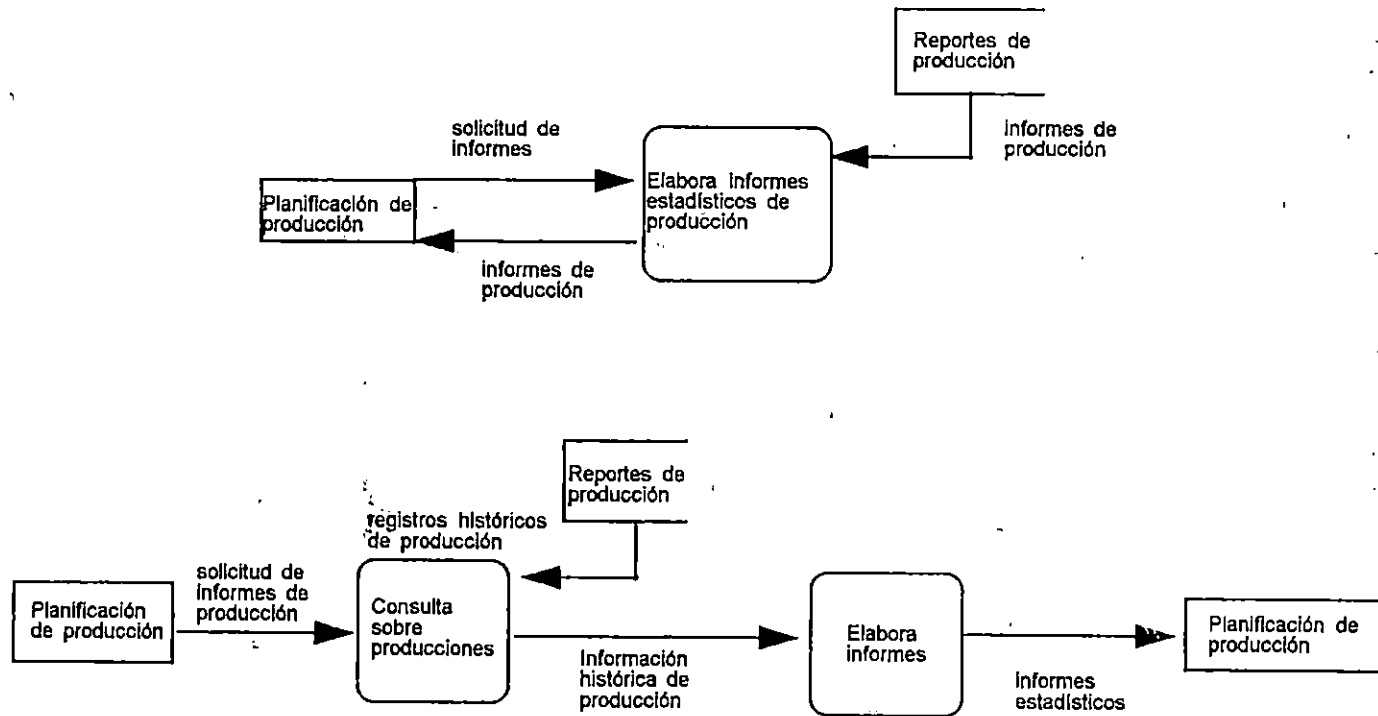 Reportes de
producción
solicitud de
informes
informes de
producción
Elabora informes
estadísticos de
producción
Planificación de
producción
informes de
producción
Reportes de
producción
registros históricos
de producción
solicitud de
informes de
producción
Planificación
de producción
Consulta
sobre
producciones
Información
histórica de
producción
Elabora
informes
Planificación de
producción
informes
estadísticos